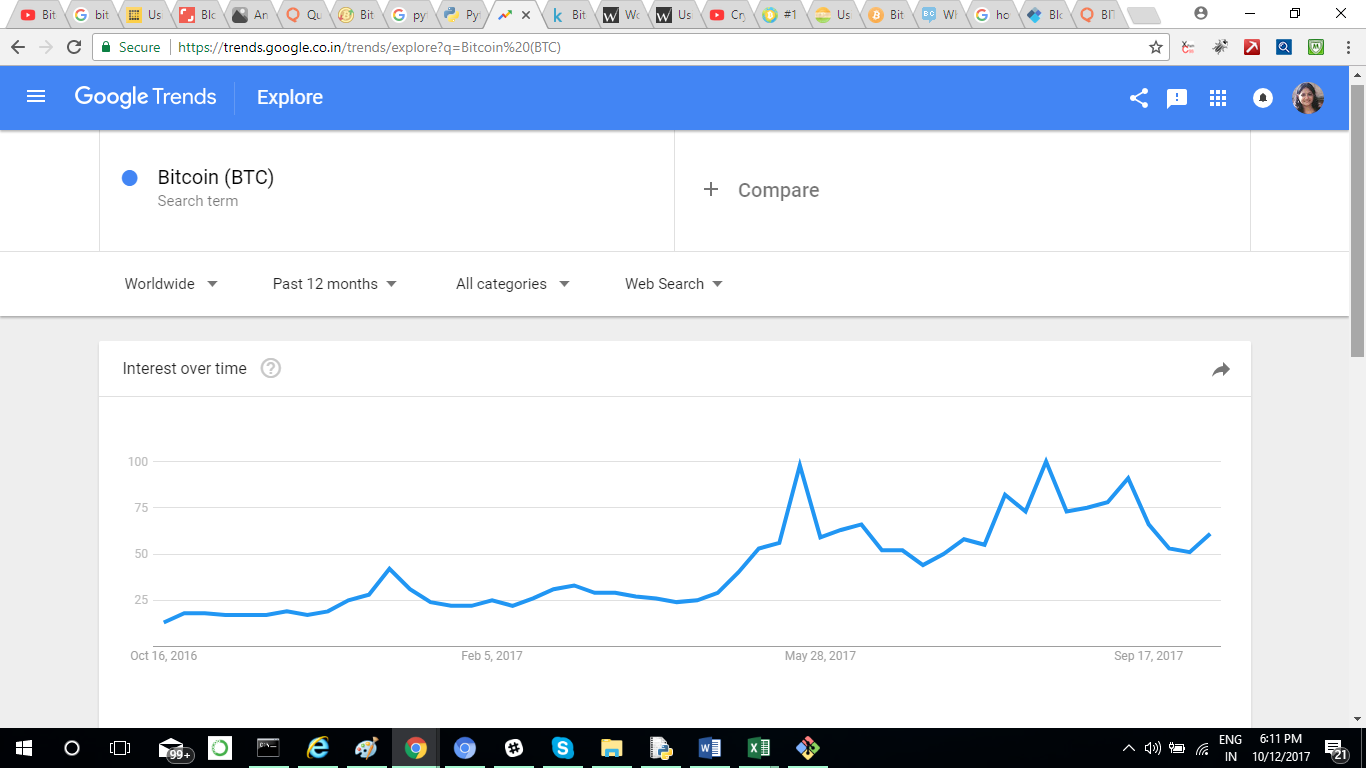 Bit
G bit
Us
Blo
An
Qu
Bit
G pyt
Pyt
k Bit
W Wo
W Us
Cry
#1
Us
Bit
BO Wh
G ho
Blo
BIT
Secure https://trends.google.co.in/trends/explore?q=Bitcoin%20(BTC)
Google Trends Explore
Bitcoin (BTC)
Search term
+ Compare
Worldwide Past 12 months All categories Web Search
Interest over time ?
100
75
50
25
Oct 16, 2016 Feb 5, 2017 May 28, 2017 Sep 17, 2017
99+
ENG 6:11 PM
IN 10/12/2017 21